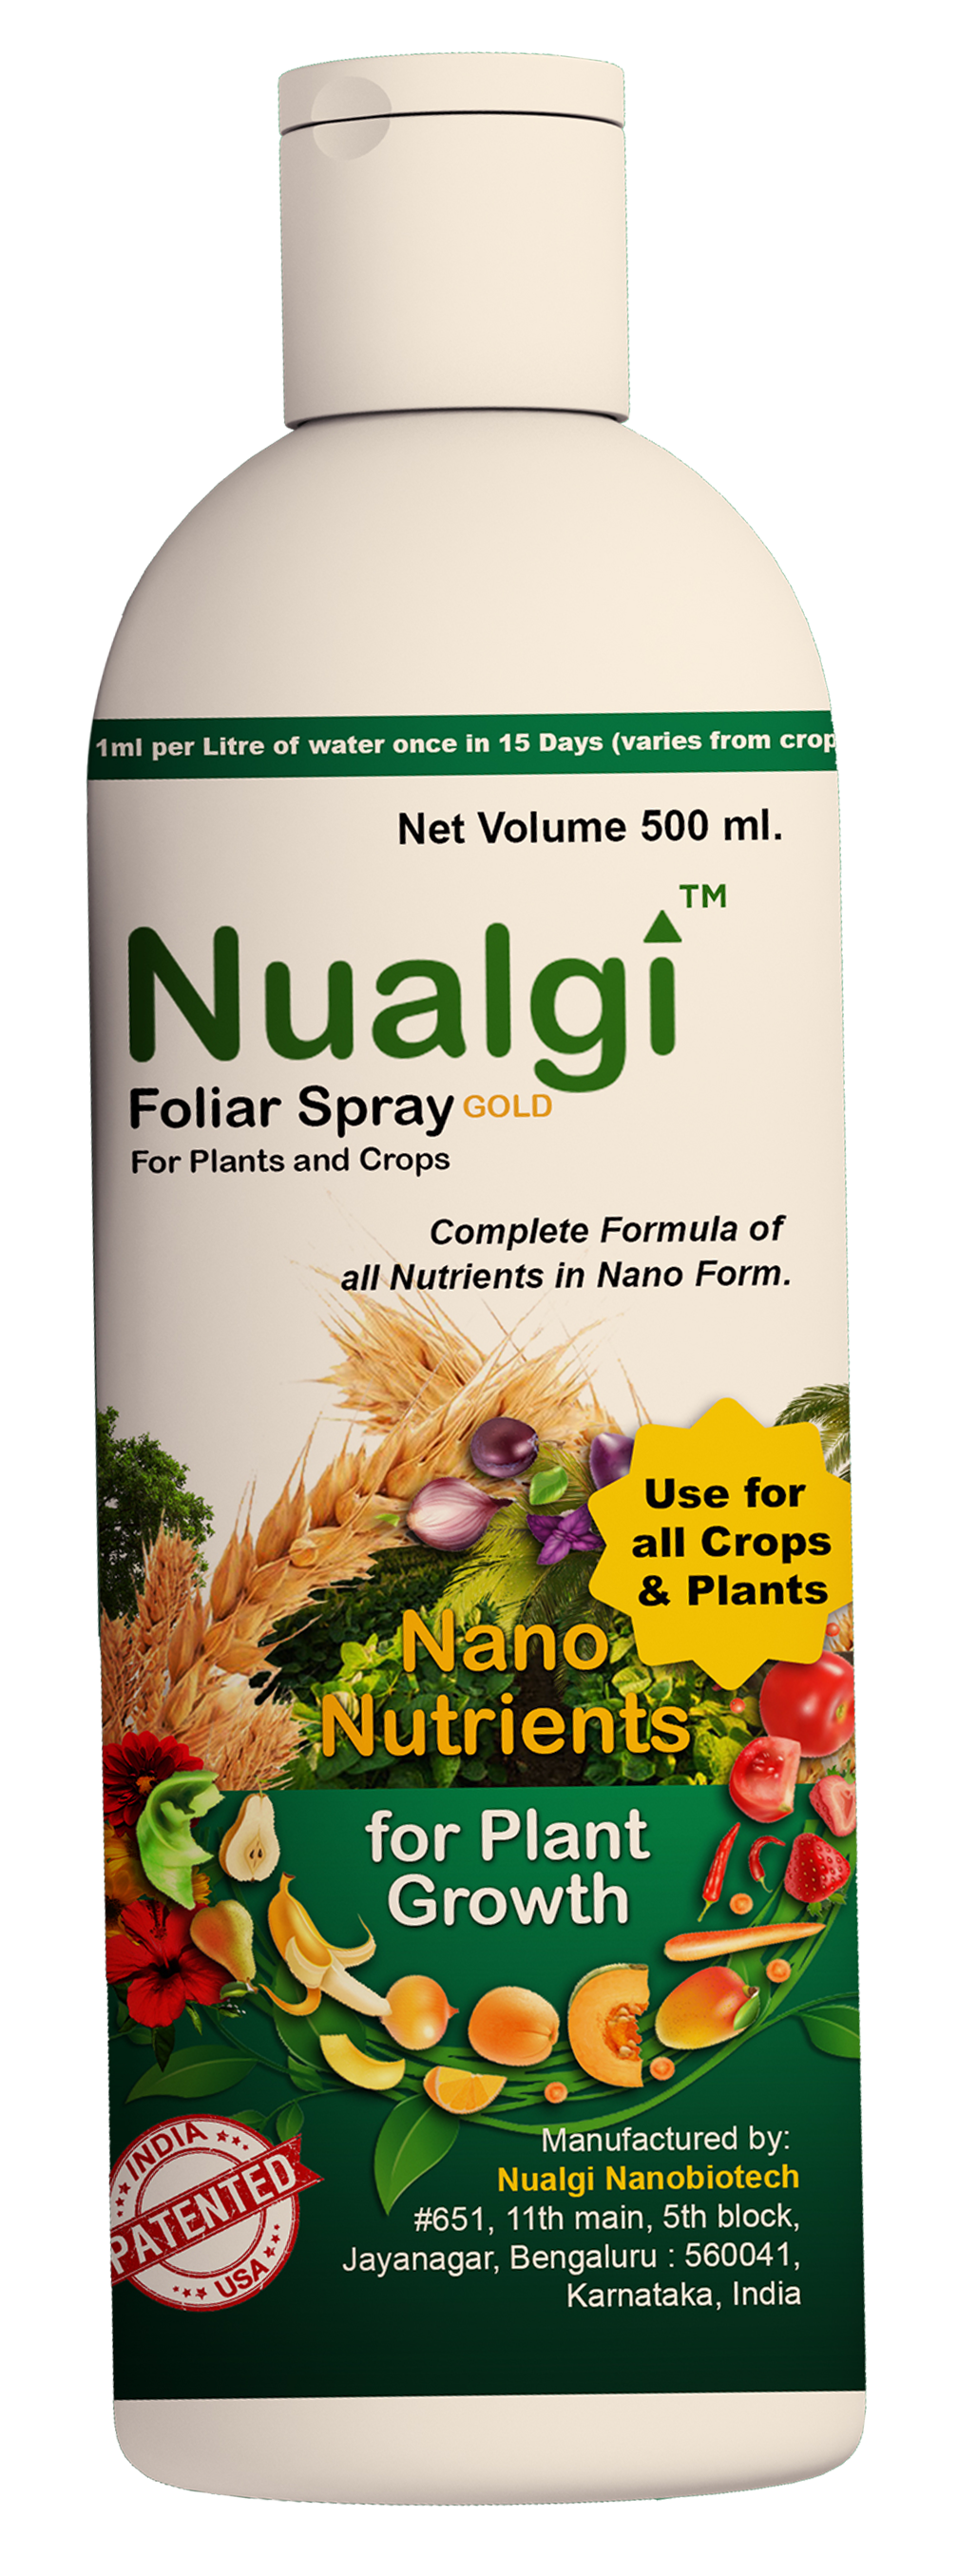 1ml per Litre of water once in 15 Days (varies from crop
Net Volume 500 ml.
Nualgi TM
Foliar Spray GOLD
For Plants and Crops
Complete Formula of
all Nutrients in Nano Form.
Use for
all Crops
& Plants
Nano
Nutrients
for Plant
Growth
INDIA
PATENTED
USA
Manufactured by:
Nualgi Nanobiotech
#651, 11th main, 5th block,
Jayanagar, Bengaluru : 560041,
Karnataka, India